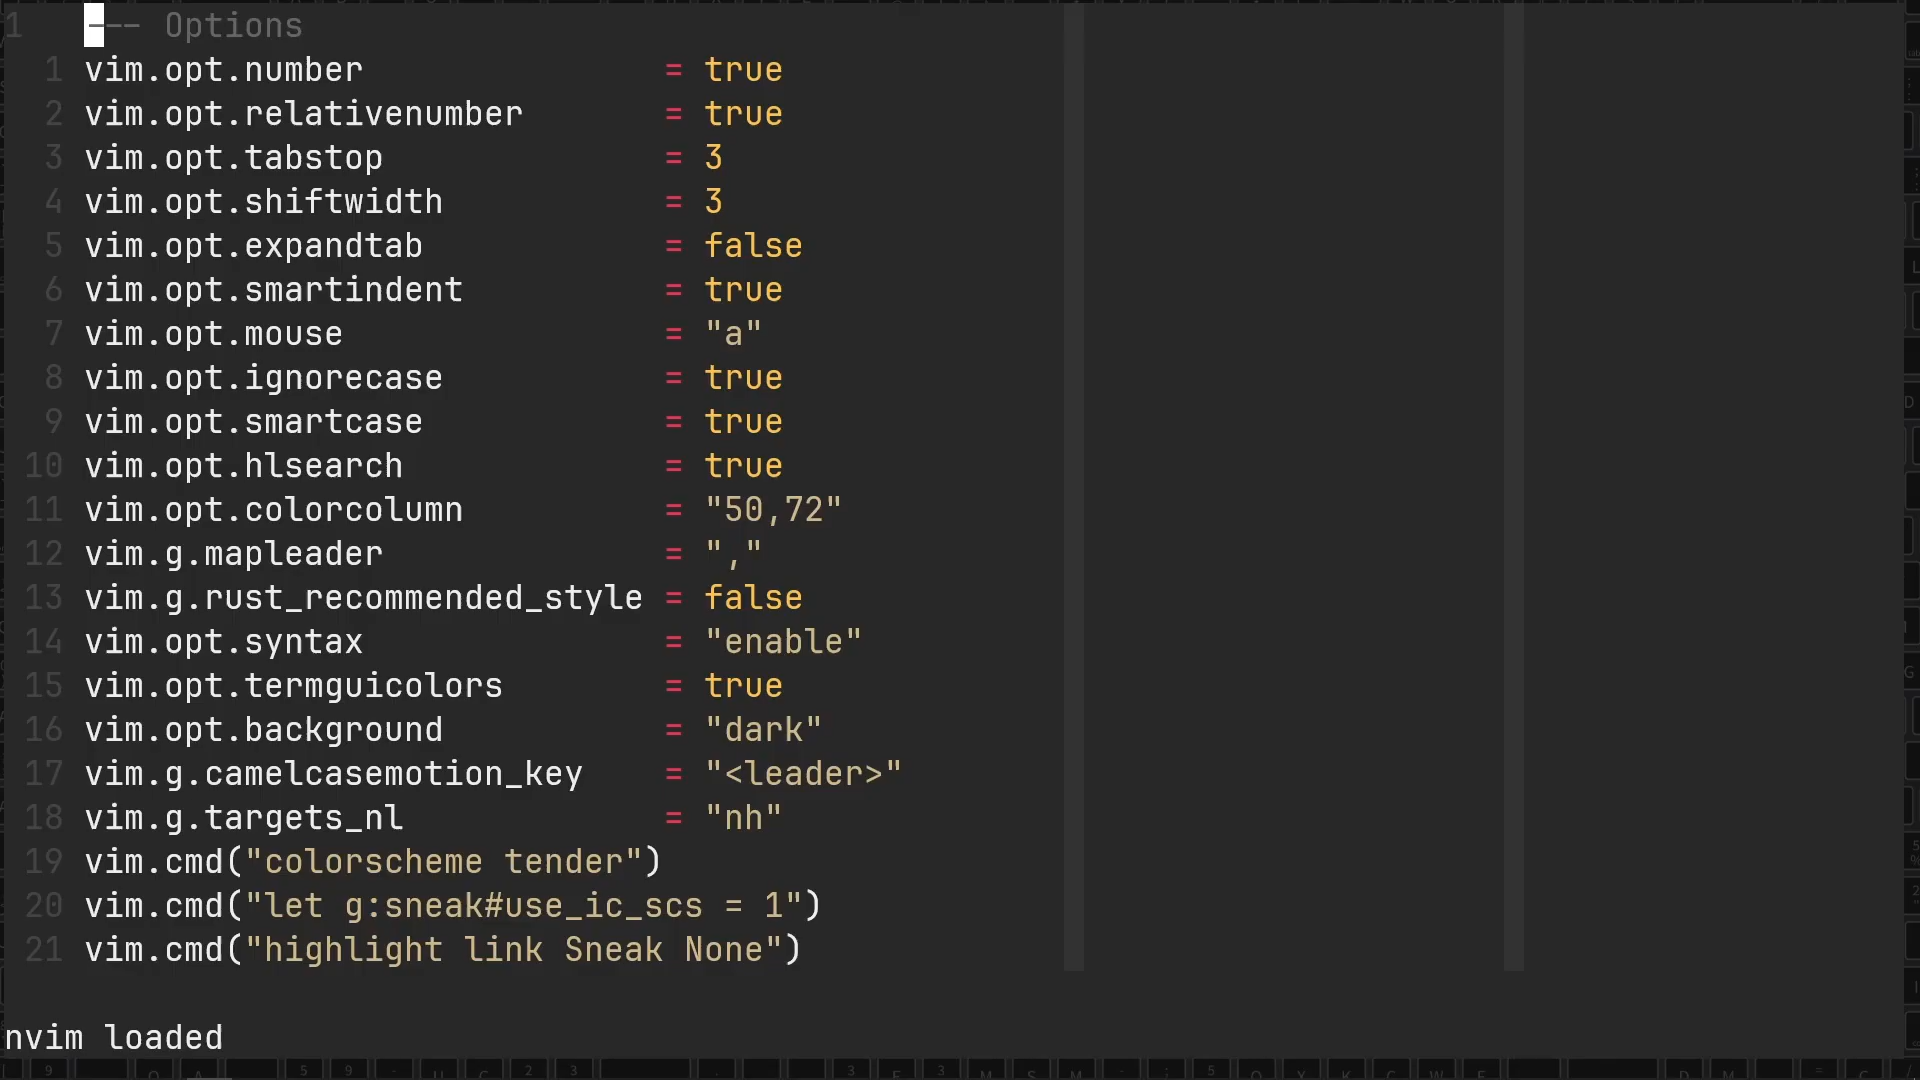 1 --- Options
1 vim.opt.number = true
2 vim.opt.relativenumber = true
3 vim.opt.tabstop = 3
4 vim.opt.shiftwidth = 3
5 vim.opt.expandtab = false
6 vim.opt.smartindent = true
7 vim.opt.mouse = "a"
8 vim.opt.ignorecase = true
9 vim.opt.smartcase = true
10 vim.opt.hlsearch = true
11 vim.opt.colorcolumn = "50,72"
12 vim.g.mapleader = ","
13 vim.g.rust_recommended_style = false
14 vim.opt.syntax = "enable"
15 vim.opt.termguicolors = true
16 vim.opt.background = "dark"
17 vim.g.camelcasemotion_key = "<leader>"
18 vim.g.targets_nl = "nh"
19 vim.cmd("colorscheme tender")
20 vim.cmd("let g:sneak#use_ic_scs = 1")
21 vim.cmd("highlight link Sneak None")
nvim loaded